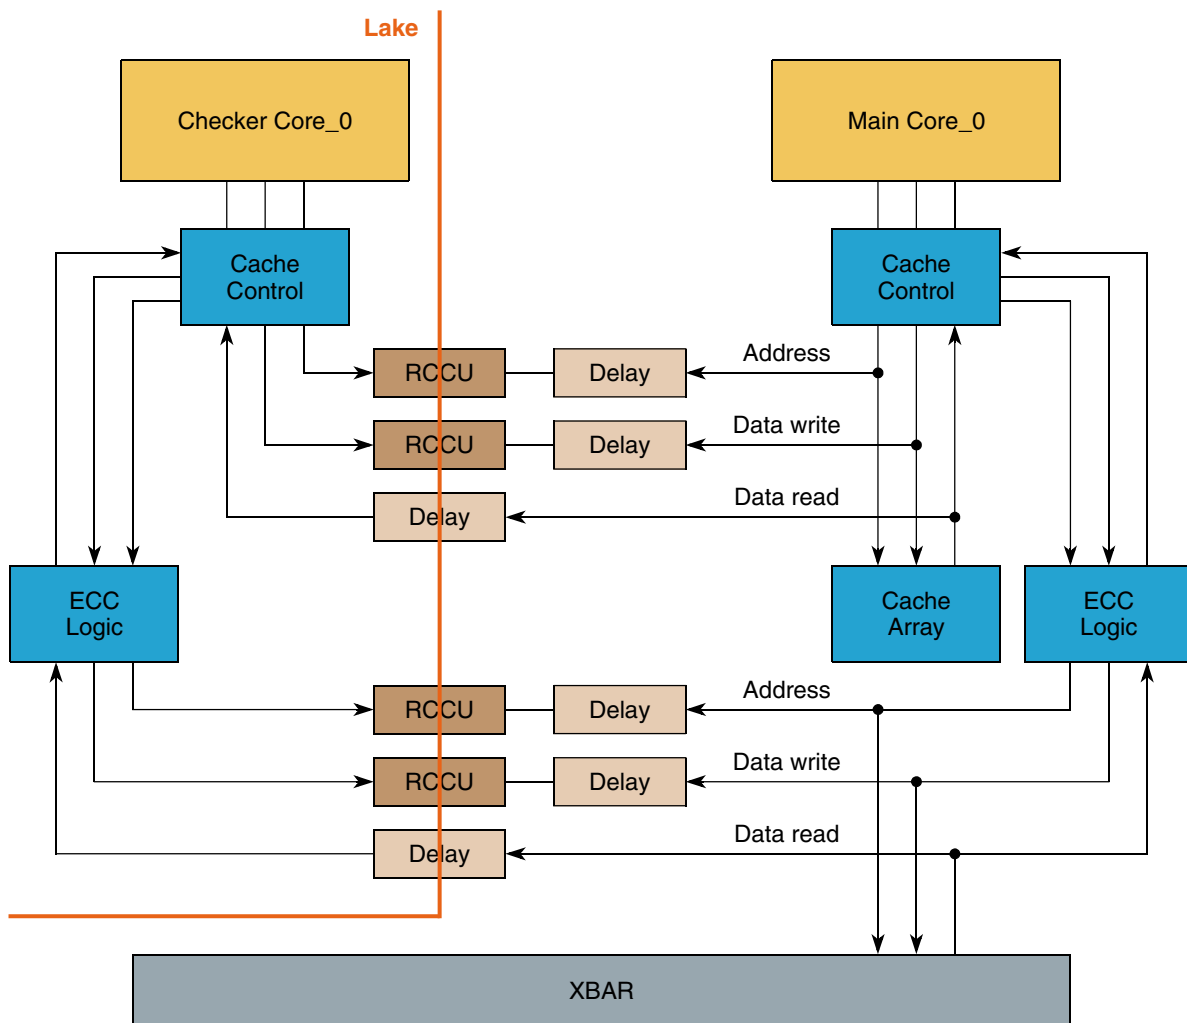 Lake
Checker Core_0
Main Core_0
Cache
Control
Cache
Control
RCCU
Delay
Address
RCCU
Delay
Data write
Delay
Data read
ECC
Logic
Cache
Array
ECC
Logic
RCCU
Delay
Address
RCCU
Delay
Data write
Delay
Data read
XBAR